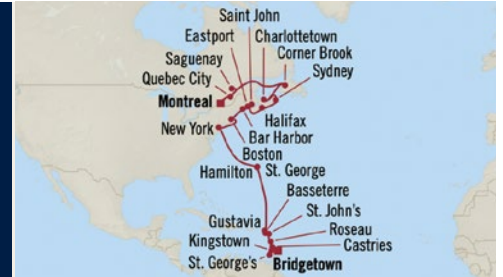 Saint John
Eastport
Charlottetown
Saguenay
Corner Brook
Quebec City
Sydney
Montreal
Halifax
New York
Bar Harbor
Boston
Hamilton
St. George
Basseterre
Gustavia
St. John's
Kingstown
Roseau
Castries
St. George's
Bridgetown